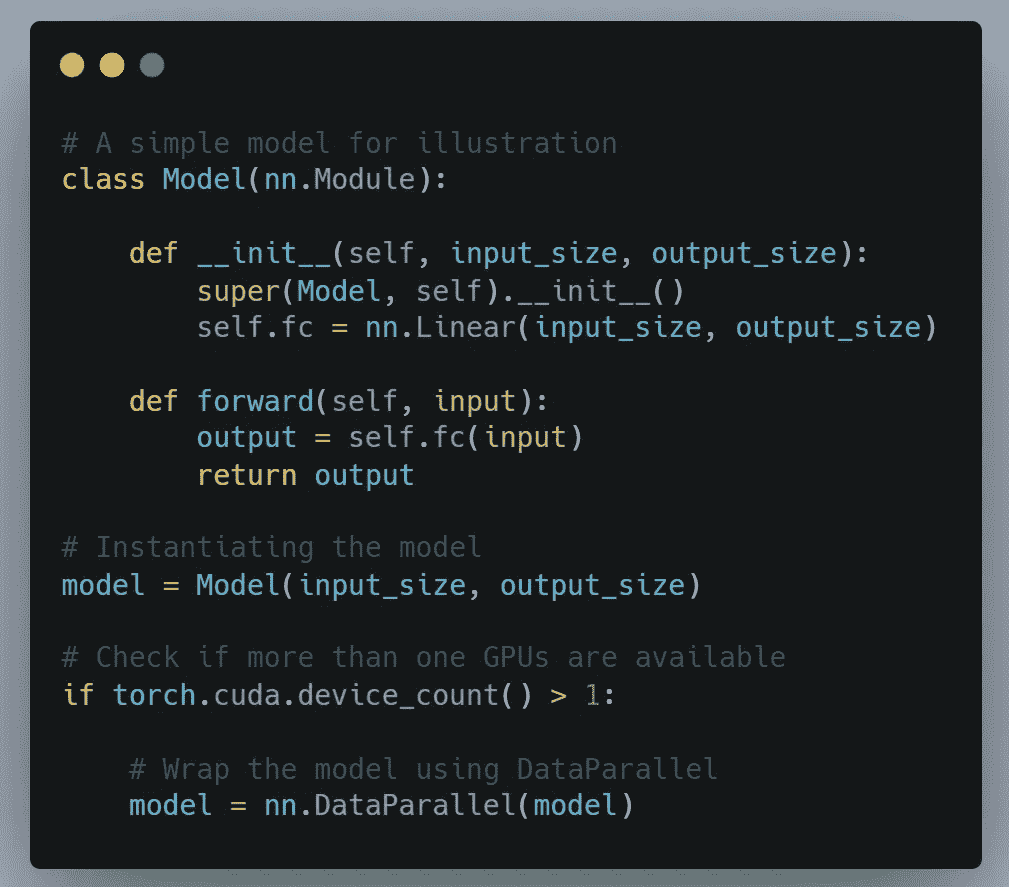 # A simple model for illustration
class Model(nn.Module):
    def __init__(self, input_size, output_size):
        super(Model, self).__init__()
        self.fc = nn.Linear(input_size, output_size)
    def forward(self, input):
        output = self.fc(input)
        return output
# Instantiating the model
model = Model(input_size, output_size)
# Check if more than one GPUs are available
if torch.cuda.device_count() > 1:
    # Wrap the model using DataParallel
    model = nn.DataParallel(model)